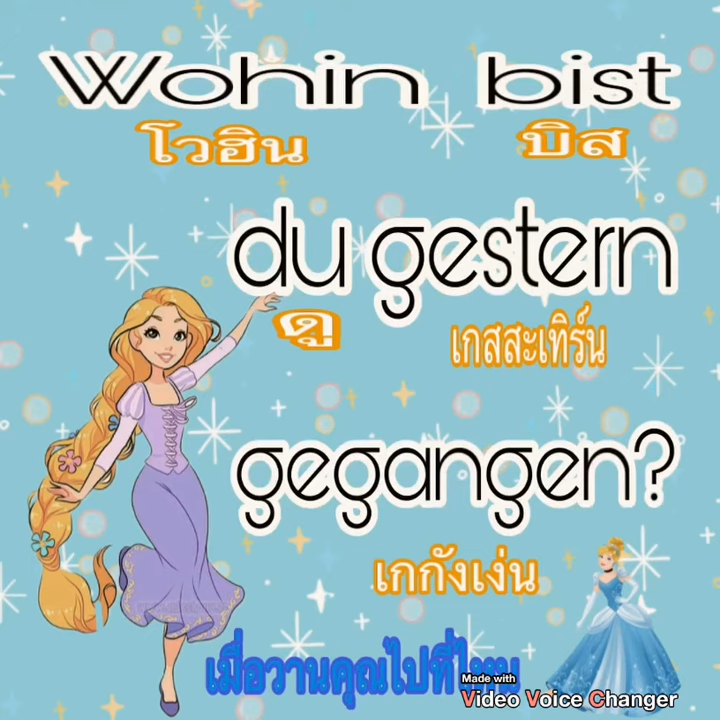 Wohin bist
โวฮิน บิส
du gestern
ดู เกสสะเทิร์น
gegangen?
เกกังเง่น
เมื่อวานคุณไปที่ไหน
Made with
Video Voice Changer